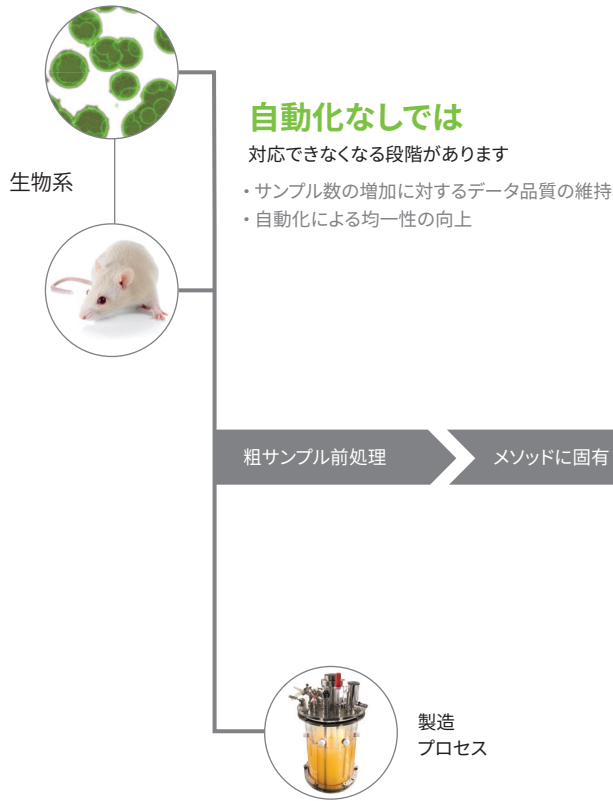 自動化なしでは
対応できなくなる段階があります
・サンプル数の増加に対するデータ品質の維持
・自動化による均一性の向上
生物系
粗サンプル前処理
メソッドに固有
製造
プロセス